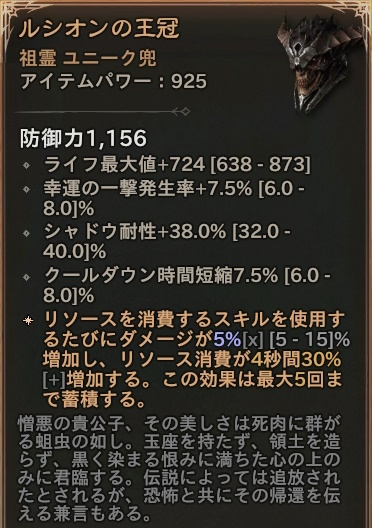 ルシオンの王冠
祖霊 ユニーク兜
アイテムパワー：925
防御力1,156
ライフ最大値+724 [638 - 873]
幸運の一撃発生率+7.5% [6.0 -
8.0]%
シャドウ耐性+38.0% [32.0 -
40.0]%
クールダウン時間短縮7.5% [6.0 -
8.0]%
リソースを消費するスキルを使用す
るたびにダメージが5%[x] [5 - 15]%
増加し、リソース消費が4秒間30%
[+]増加する。この効果は最大5回ま
で蓄積する。
憎悪の貴公子、その美しさは死肉に群が
る蛆虫の如し。玉座を持たず、領土を造
らず、黒く染まる恨みに満ちた心の上の
みに君臨する。伝説によっては追放され
たとされるが、恐怖と共にその帰還を伝
える兼言もある。